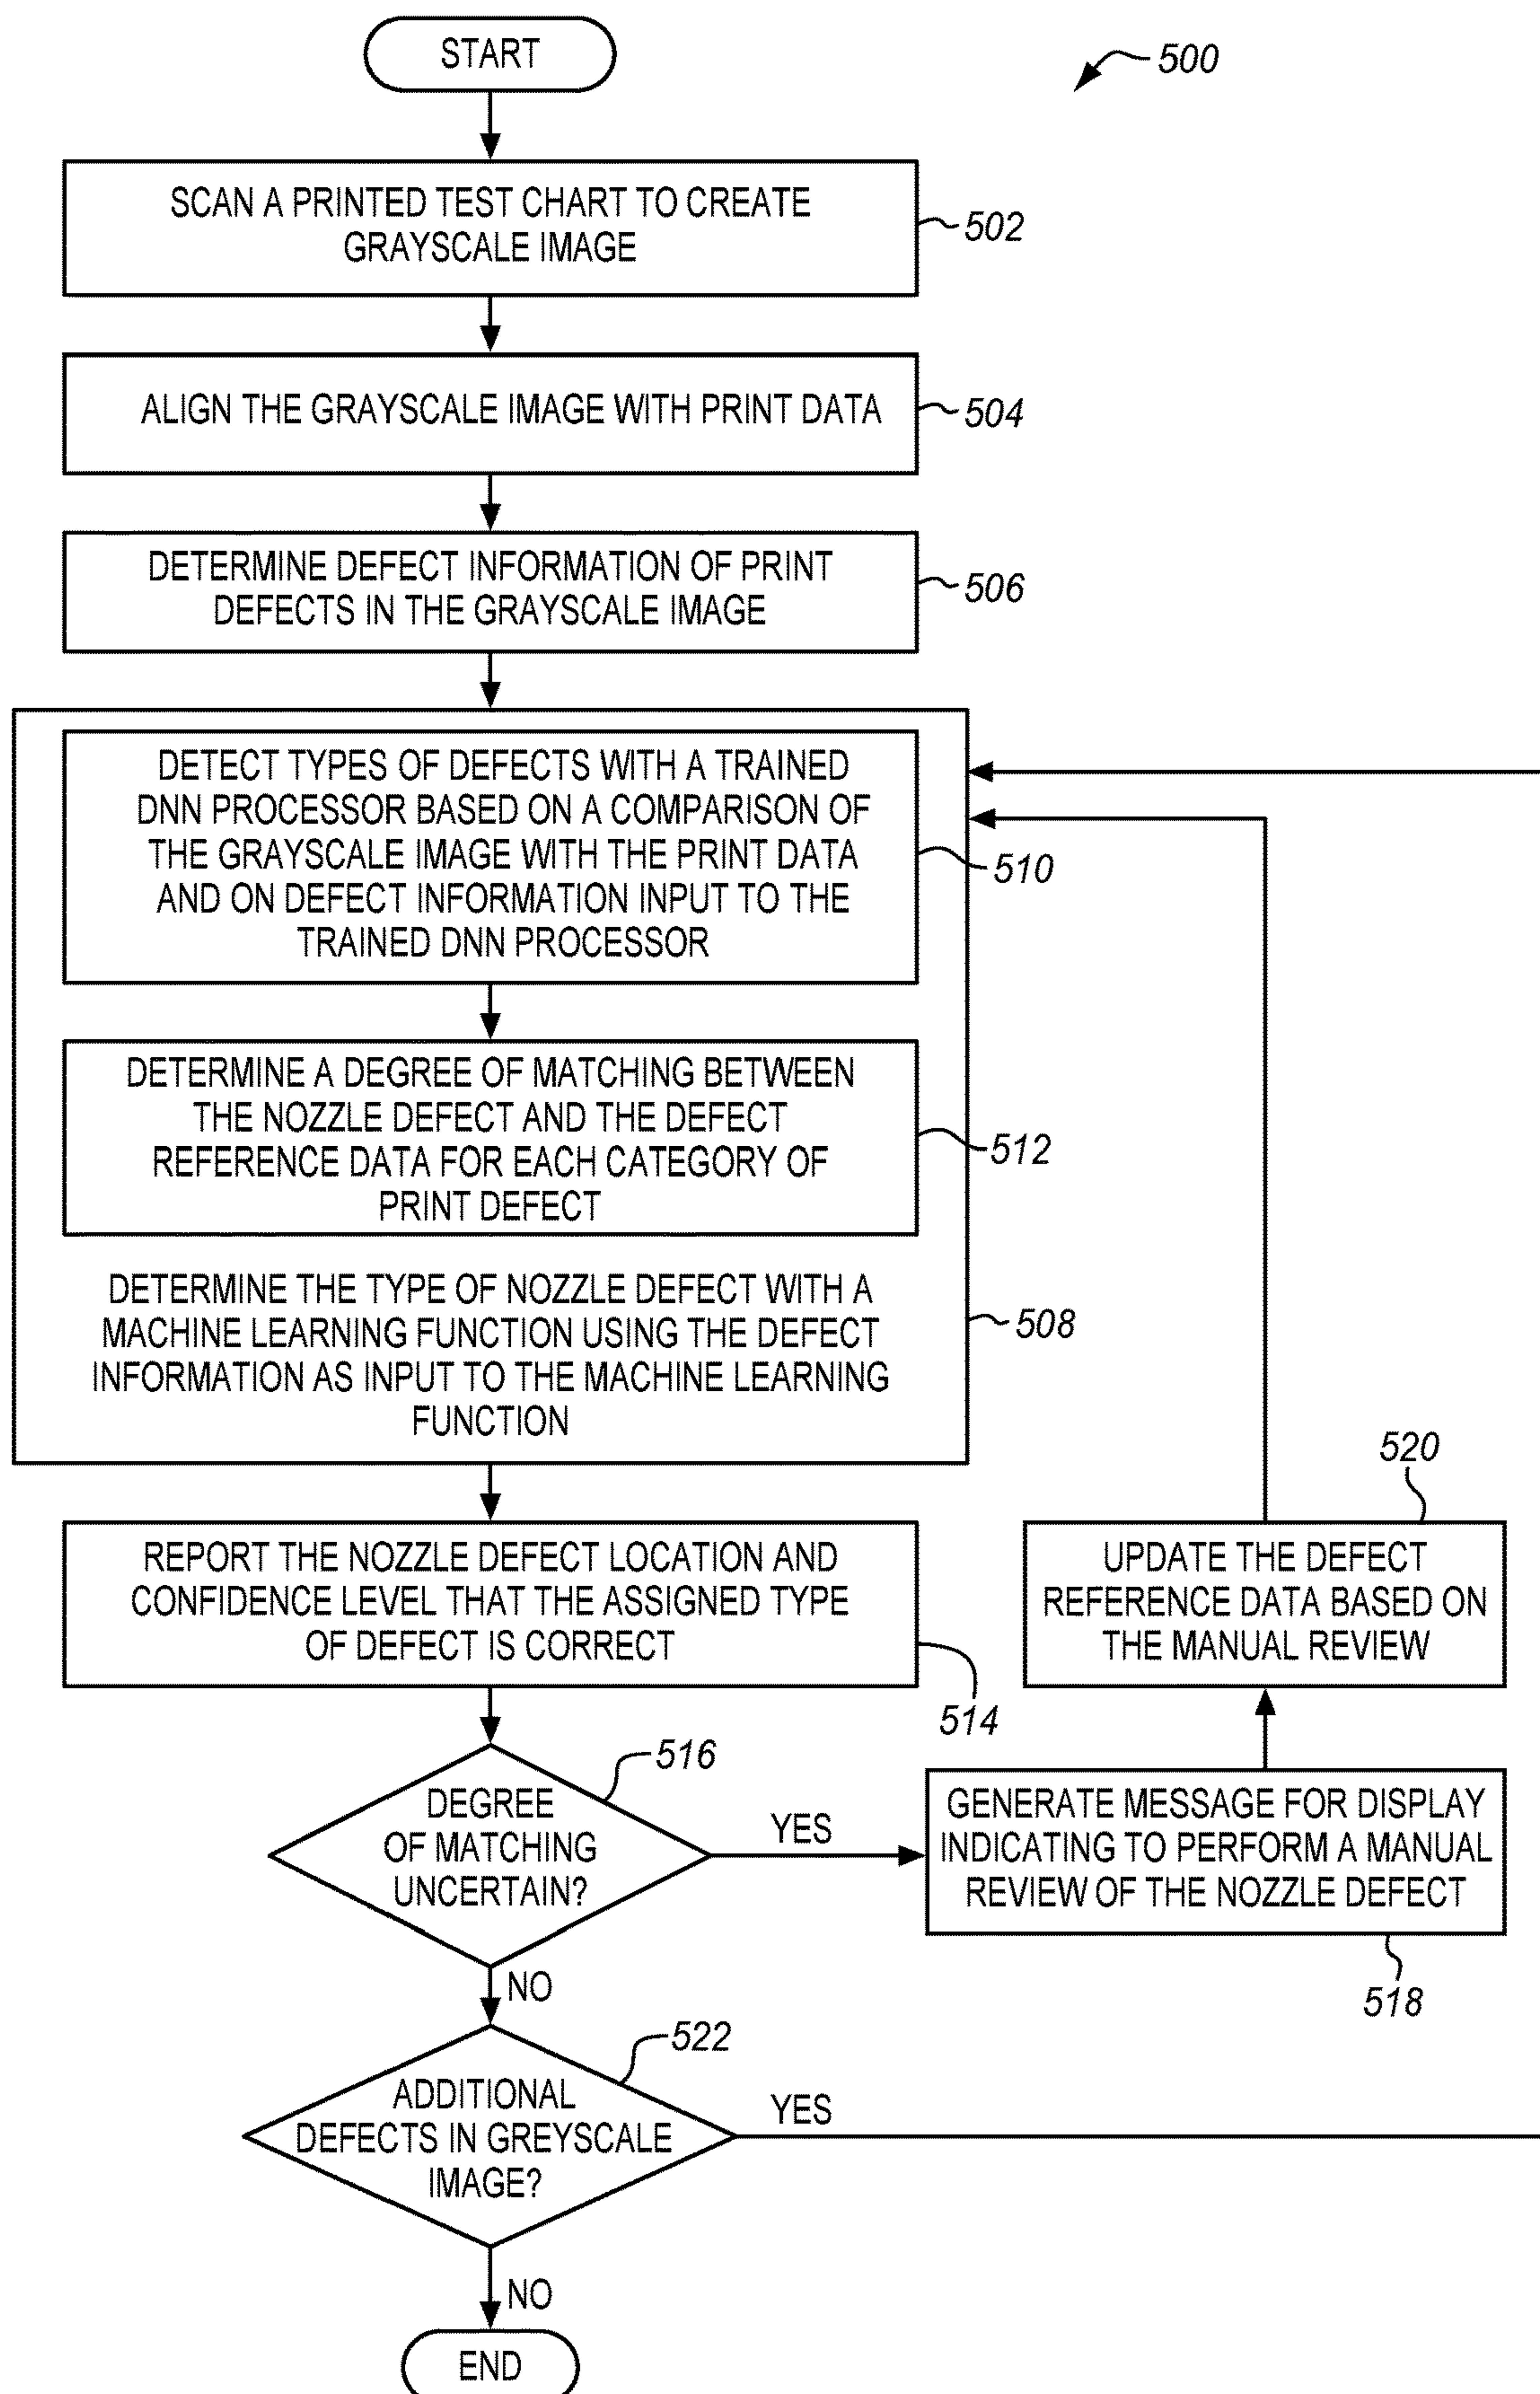 START
500
SCAN A PRINTED TEST CHART TO CREATE
GRAYSCALE IMAGE
502
ALIGN THE GRAYSCALE IMAGE WITH PRINT DATA
504
DETERMINE DEFECT INFORMATION OF PRINT
DEFECTS IN THE GRAYSCALE IMAGE
506
DETECT TYPES OF DEFECTS WITH A TRAINED
DNN PROCESSOR BASED ON A COMPARISON OF
THE GRAYSCALE IMAGE WITH THE PRINT DATA
AND ON DEFECT INFORMATION INPUT TO THE
TRAINED DNN PROCESSOR
510
DETERMINE A DEGREE OF MATCHING BETWEEN
THE NOZZLE DEFECT AND THE DEFECT
REFERENCE DATA FOR EACH CATEGORY OF
PRINT DEFECT
512
DETERMINE THE TYPE OF NOZZLE DEFECT WITH A
MACHINE LEARNING FUNCTION USING THE DEFECT
INFORMATION AS INPUT TO THE MACHINE LEARNING
FUNCTION
508
REPORT THE NOZZLE DEFECT LOCATION AND
CONFIDENCE LEVEL THAT THE ASSIGNED TYPE
OF DEFECT IS CORRECT
514
520
UPDATE THE DEFECT
REFERENCE DATA BASED ON
THE MANUAL REVIEW
516
DEGREE
OF MATCHING
UNCERTAIN?
YES
GENERATE MESSAGE FOR DISPLAY
INDICATING TO PERFORM A MANUAL
REVIEW OF THE NOZZLE DEFECT
518
NO
522
ADDITIONAL
DEFECTS IN GREYSCALE
IMAGE?
YES
NO
END